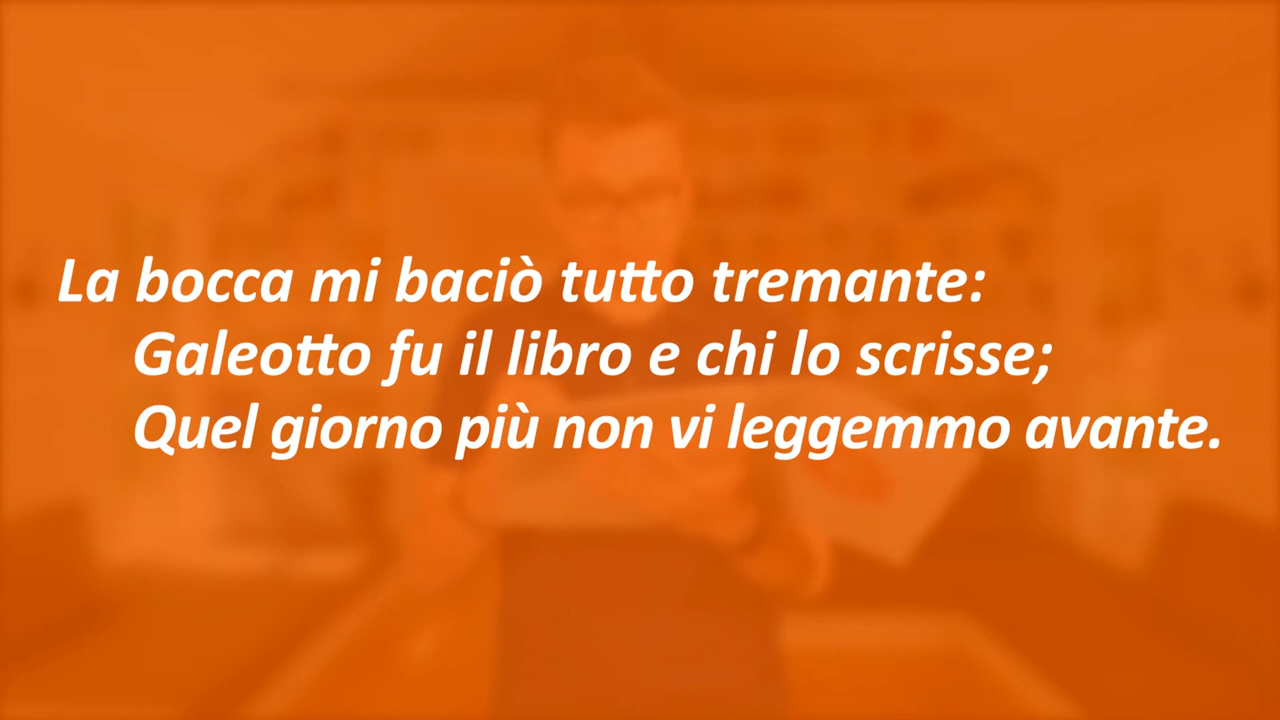 La bocca mi baciò tutto tremante:
Galeotto fu il libro e chi lo scrisse;
Quel giorno più non vi leggemmo avante.